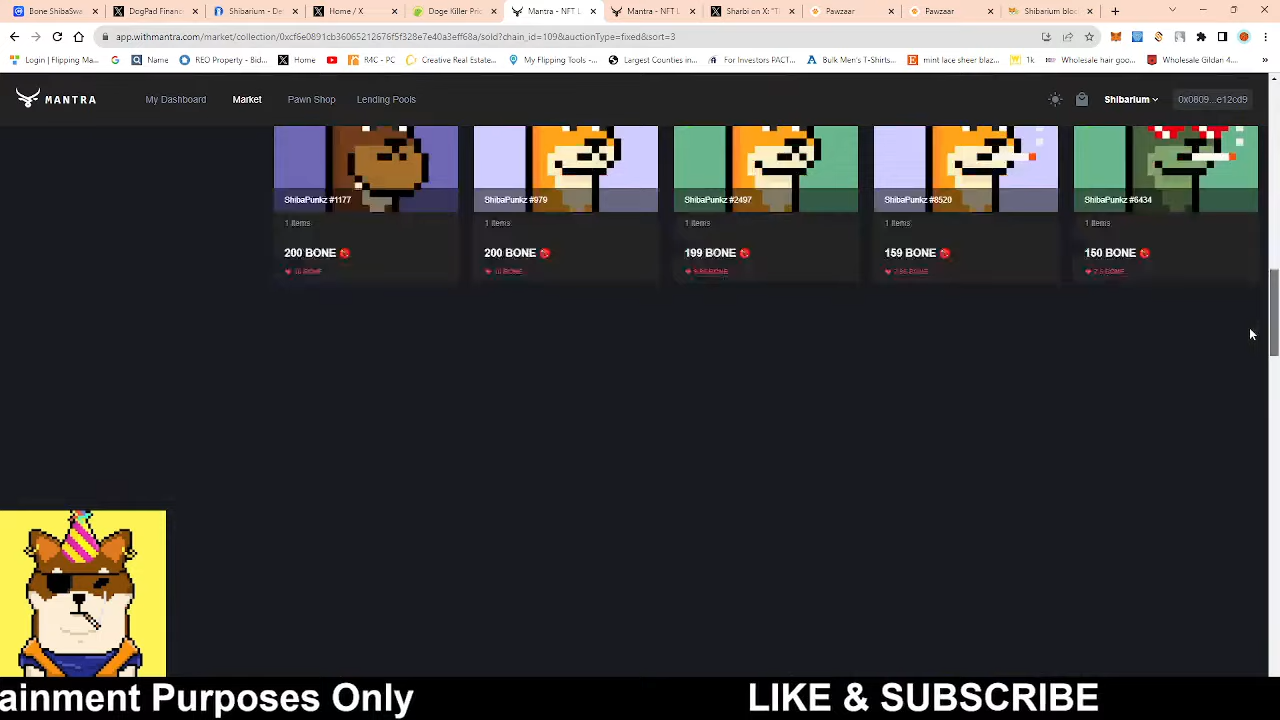 Bone ShibaSwa
DogPad Financ
Shibarium - De
Home / X
Doge Killer Pric
Mantra - NFT L
Mantra - NFT L
Sharbi on X: "Ti
Pawzaar
Pawzaar
Shibarium bloc
app.withmantra.com/market/collection/0xcf6e0891cb36065212676f5f328e7e40a3eff68a/sold?chain_id=109&auctionType=fixed&sort=3
Login | Flipping Ma...
Name
REO Property - Bid...
Home
R4C - PC
Creative Real Estate...
My Flipping Tools -...
Largest Counties in...
For Investors PACT...
Bulk Men's T-Shirts...
mint lace sheer blaz...
1k
Wholesale hair goo...
Wholesale Gildan 4...
MANTRA
My Dashboard
Market
Pawn Shop
Lending Pools
Shibarium
0x0809...e12cd9
ShibaPunkz #1177
ShibaPunkz #979
ShibaPunkz #2497
ShibaPunkz #8520
ShibaPunkz #6434
1 Items
1 Items
1 Items
1 Items
1 Items
200 BONE
200 BONE
199 BONE
159 BONE
150 BONE
ainment Purposes Only
LIKE & SUBSCRIBE